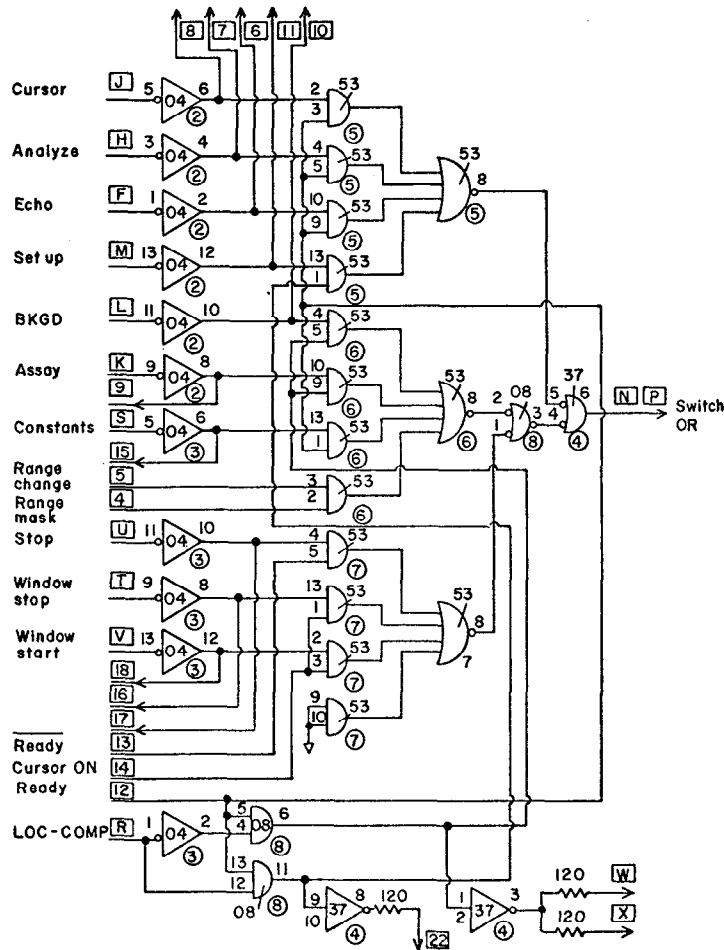 8 7 6 11 10
Cursor J 5 04 6 2 2 3 53 5
Analyze H 3 04 4 2 4 5 53 5
53 8 5
Echo F 1 04 2 2 10 9 53 5
Set up M 13 04 12 2 13 1 53 5
BKGD L 11 04 10 2 4 5 53 6
Assay K 9 04 8 2 10 9 53 6
9
53 8 6
2 1 08 3 8
5 4 37 6 4
N P Switch OR
Constants S 5 04 6 3 13 1 53 6
15
Range change 5 3 53
Range mask 4 2 6
Stop U 11 04 10 3 4 5 53 7
Window stop T 9 04 8 3 13 1 53 7
53 8 7
Window start V 13 04 12 3 2 3 53 7
18
16 9 10 53 7
17
Ready 13
Cursor ON 14
Ready 12
LOC-COMP R 1 04 2 3 5 4 08 6 8
13 12 08 11 8
9 10 37 8 4 120 22
1 2 37 3 4 120 W
120 X